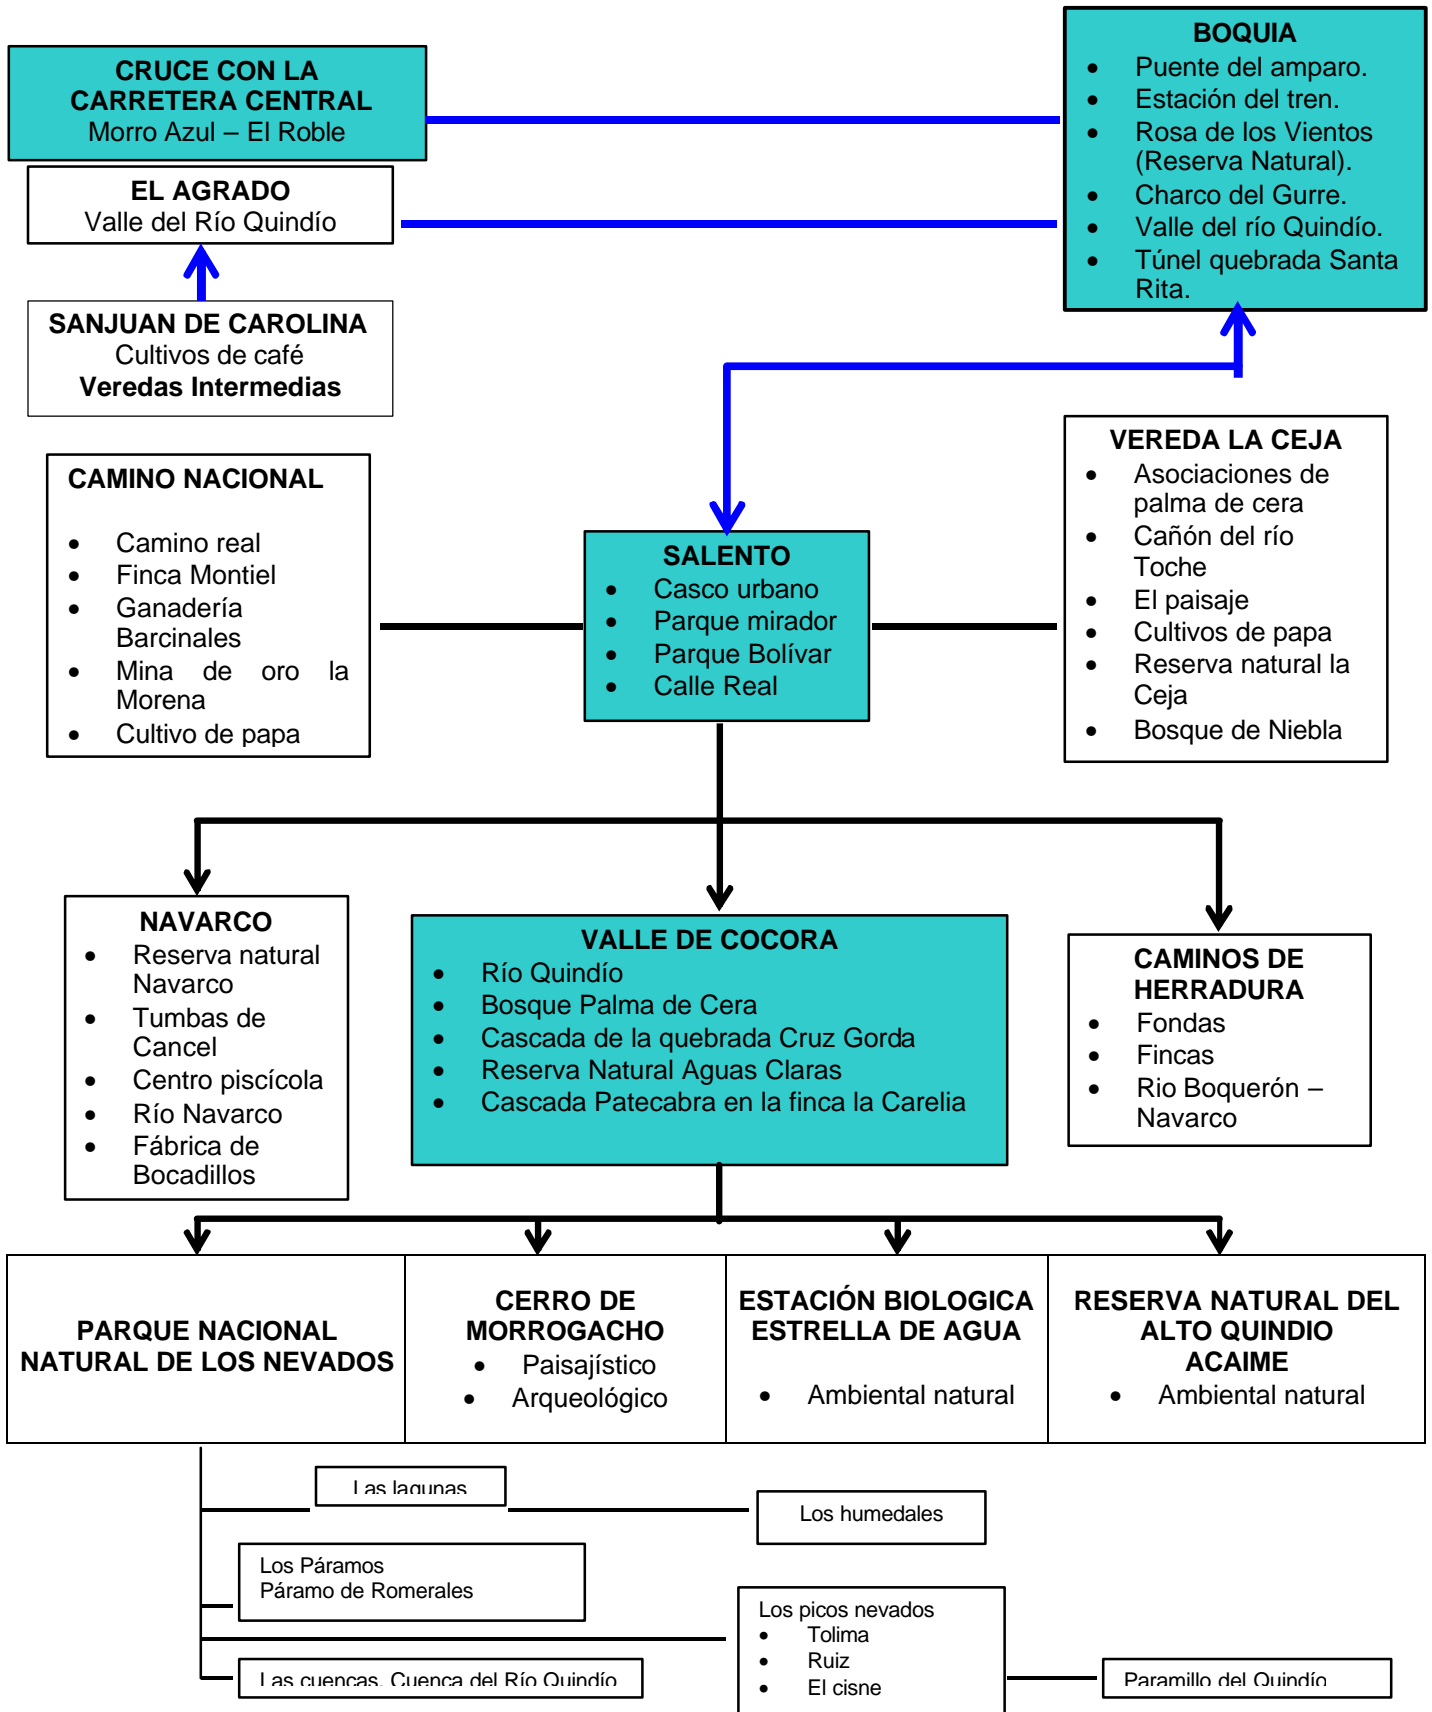 CRUCE CON LA
CARRETERA CENTRAL
Morro Azul – El Roble
BOQUIA
• Puente del amparo.
• Estación del tren.
• Rosa de los Vientos
(Reserva Natural).
• Charco del Gurre.
• Valle del río Quindío.
• Túnel quebrada Santa
Rita.
EL AGRADO
Valle del Río Quindío
SANJUAN DE CAROLINA
Cultivos de café
Veredas Intermedias
CAMINO NACIONAL
• Camino real
• Finca Montiel
• Ganadería
Barcinales
• Mina de oro la
Morena
• Cultivo de papa
SALENTO
• Casco urbano
• Parque mirador
• Parque Bolívar
• Calle Real
VEREDA LA CEJA
• Asociaciones de
palma de cera
• Cañón del río
Toche
• El paisaje
• Cultivos de papa
• Reserva natural la
Ceja
• Bosque de Niebla
NAVARCO
• Reserva natural
Navarco
• Tumbas de
Cancel
• Centro piscícola
• Río Navarco
• Fábrica de
Bocadillos
VALLE DE COCORA
• Río Quindío
• Bosque Palma de Cera
• Cascada de la quebrada Cruz Gorda
• Reserva Natural Aguas Claras
• Cascada Patecabra en la finca la Carelia
CAMINOS DE
HERRADURA
• Fondas
• Fincas
• Rio Boquerón –
Navarco
PARQUE NACIONAL
NATURAL DE LOS NEVADOS
CERRO DE
MORROGACHO
• Paisajístico
• Arqueológico
ESTACIÓN BIOLOGICA
ESTRELLA DE AGUA
• Ambiental natural
RESERVA NATURAL DEL
ALTO QUINDIO
ACAIME
• Ambiental natural
Las lagunas
Los humedales
Los Páramos
Páramo de Romerales
Los picos nevados
• Tolima
• Ruiz
• El cisne
Las cuencas. Cuenca del Río Quindío
Paramillo del Quindío